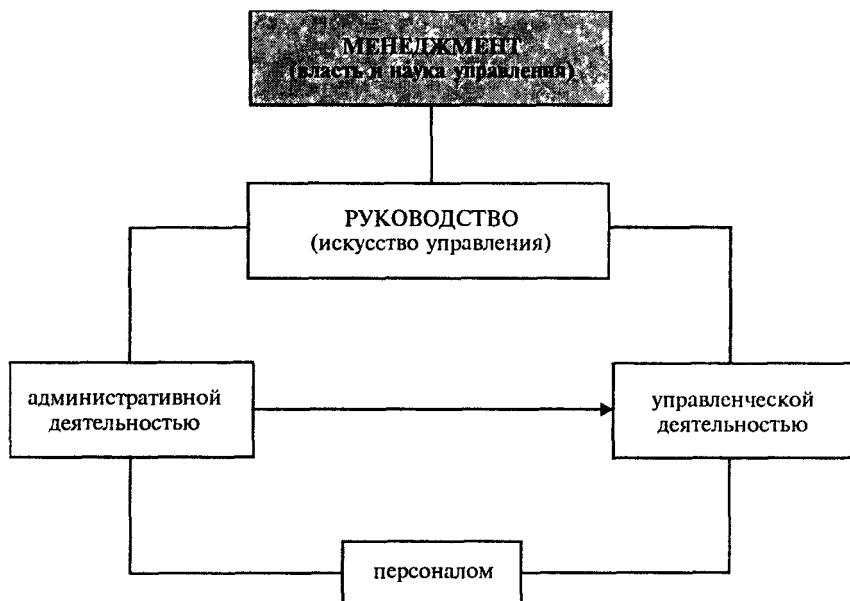 МЕНЕДЖМЕНТ
(власть и наука управления)
РУКОВОДСТВО
(искусство управления)
административной
деятельностью
управленческой
деятельностью
персоналом